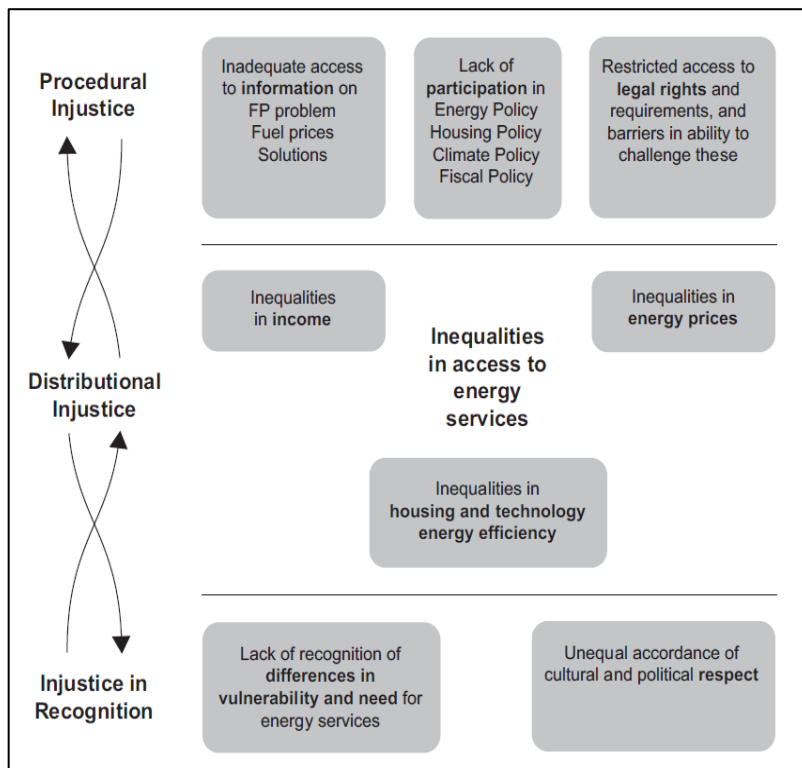 Procedural
Injustice
Inadequate access
to information on
FP problem
Fuel prices
Solutions
Lack of
participation in
Energy Policy
Housing Policy
Climate Policy
Fiscal Policy
Restricted access to
legal rights and
requirements, and
barriers in ability to
challenge these
Distributional
Injustice
Inequalities
in income
Inequalities
in access to
energy
services
Inequalities in
energy prices
Inequalities in
housing and technology
energy efficiency
Injustice in
Recognition
Lack of recognition of
differences in
vulnerability and need for
energy services
Unequal accordance of
cultural and political respect